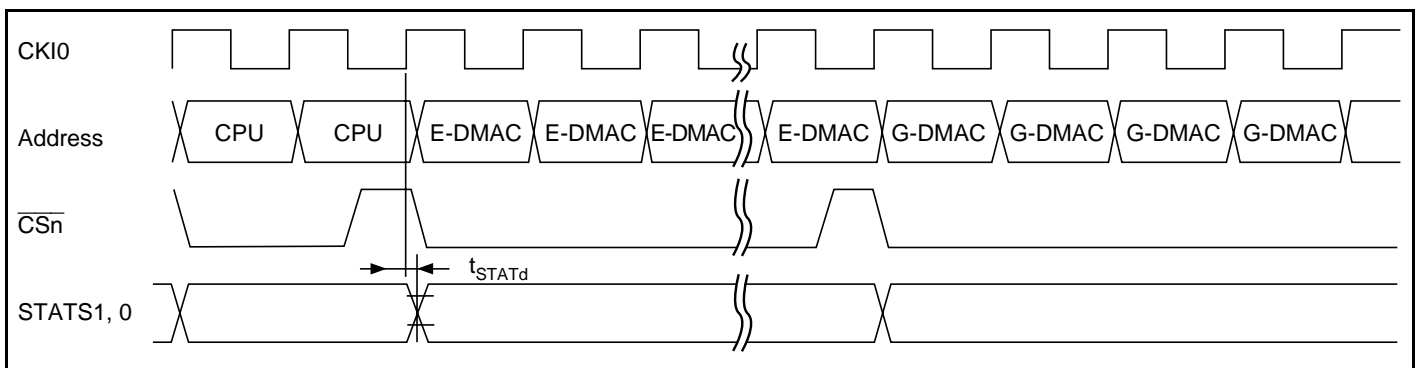 CKI0
Address CPU CPU E-DMAC E-DMAC E-DMAC E-DMAC G-DMAC G-DMAC G-DMAC G-DMAC
CSn
tSTATd
STATS1, 0